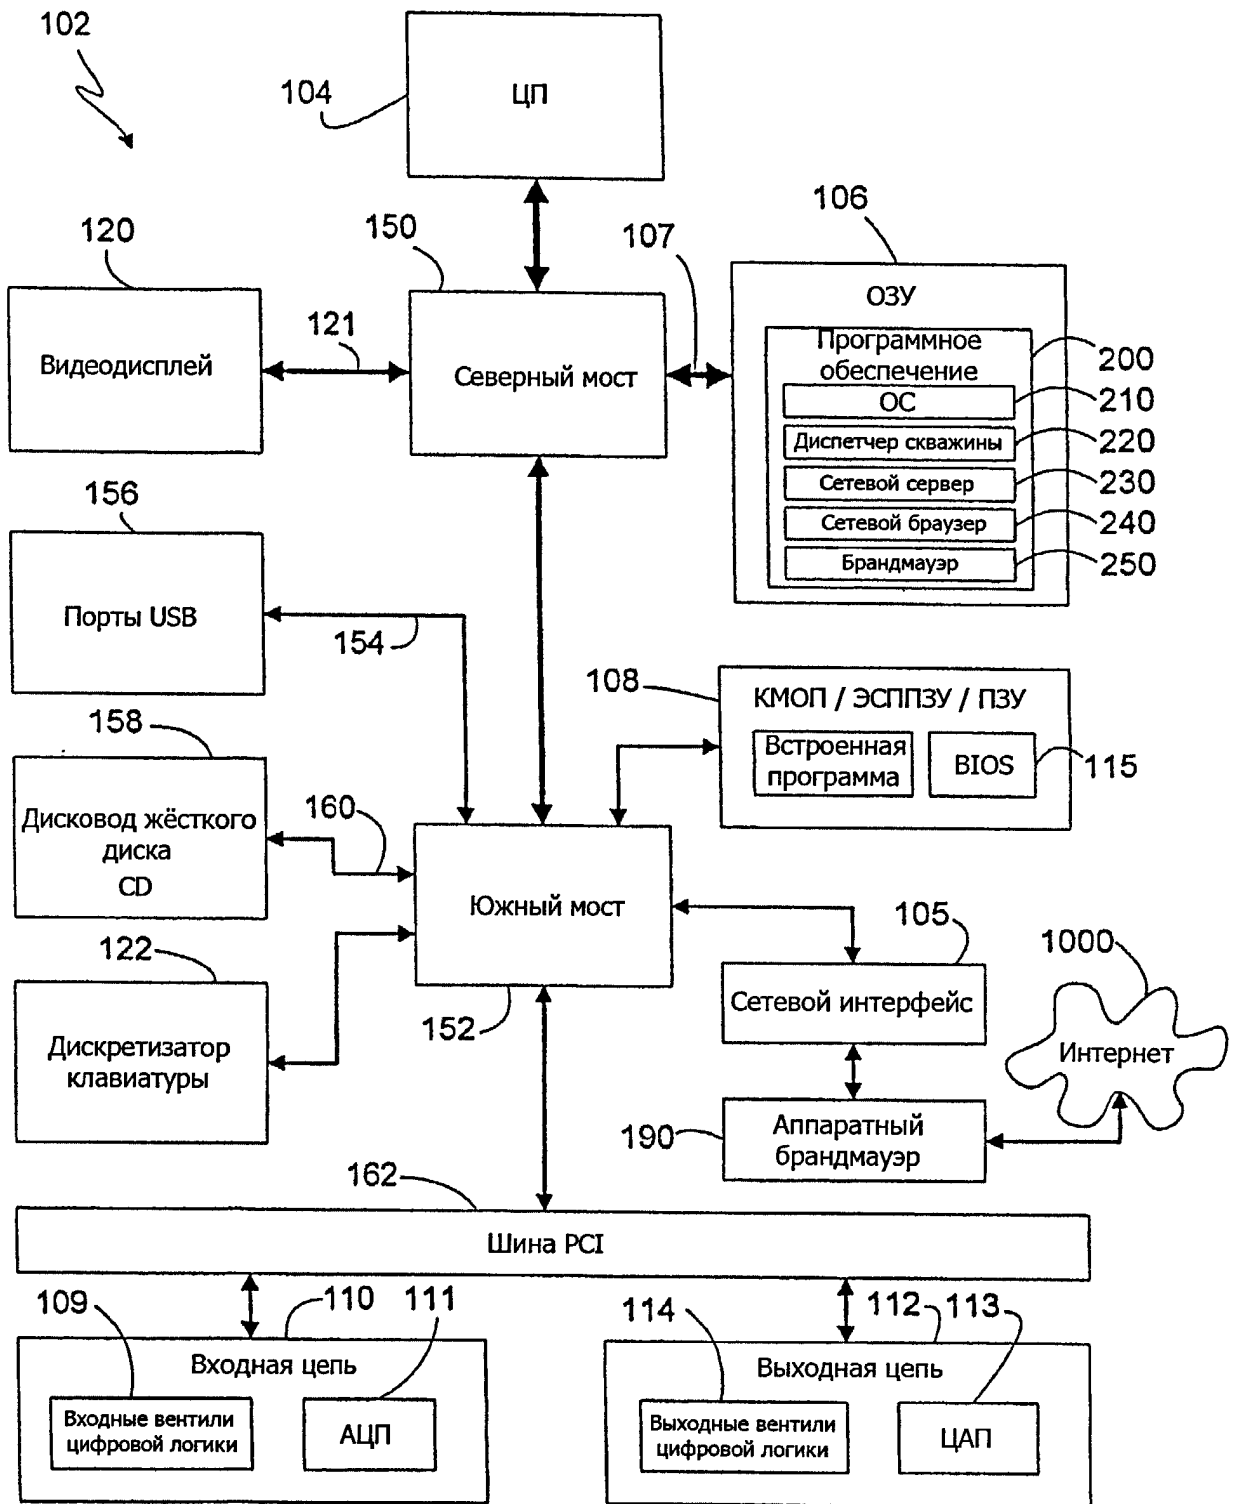 102
104
ЦП
106
120
150
107
ОЗУ
121
Видеодисплей
Северный мост
Программное
обеспечение
200
ОС
210
Диспетчер скважины
220
Сетевой сервер
230
Сетевой браузер
240
Брандмауэр
250
156
Порты USB
154
108
КМОП / ЭСППЗУ / ПЗУ
Встроенная
программа
BIOS
115
158
160
Дисковод жёсткого
диска
CD
Южный мост
105
1000
122
152
Сетевой интерфейс
Интернет
Дискретизатор
клавиатуры
190
Аппаратный
брандмауэр
162
Шина PCI
109
110
111
114
112
113
Входная цепь
Входные вентили
цифровой логики
АЦП
Выходная цепь
Выходные вентили
цифровой логики
ЦАП